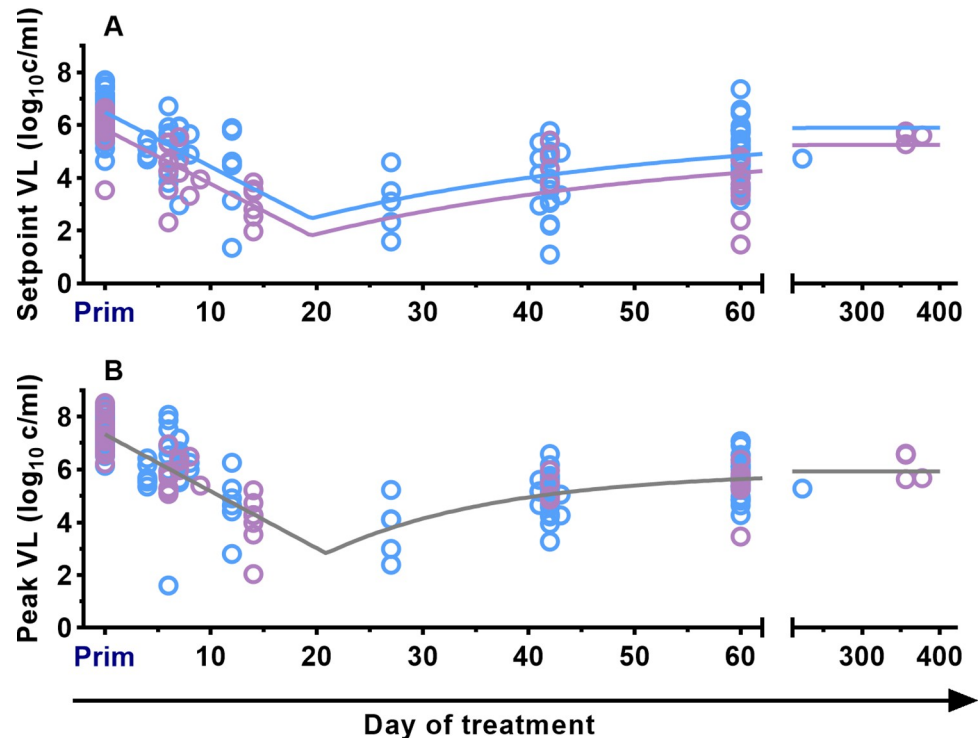 A
Setpoint VL (log10c/ml)
8
6
4
2
0
Prim 10 20 30 40 50 60 300 400
B
Peak VL (log10 c/ml)
8
6
4
2
0
Prim 10 20 30 40 50 60 300 400
Day of treatment